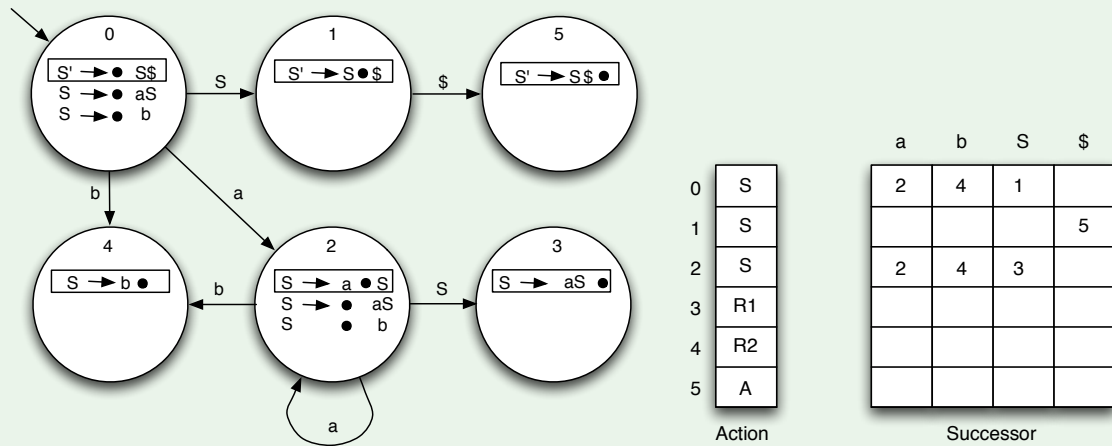 0
S' → • S$
S → • aS
S → • b
S
1
S' → S • $
$
5
S' → S$ •
b
a
4
S → b •
b
2
S → a • S
S → • aS
S • b
S
3
S → aS •
a
a b S $
0 S 2 4 1
1 S 5
2 S 2 4 3
3 R1
4 R2
5 A
Action Successor